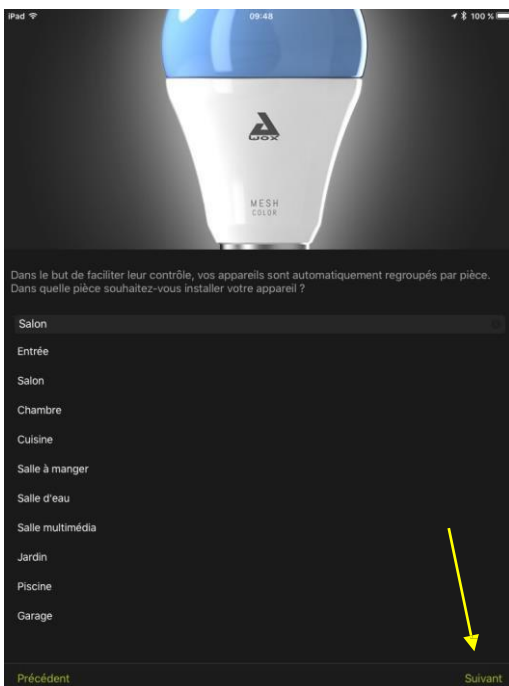 iPad 09:48 100 %
AwoX
MESH
COLOR
Dans le but de faciliter leur contrôle, vos appareils sont automatiquement regroupés par pièce.
Dans quelle pièce souhaitez-vous installer votre appareil ?
Salon
Entrée
Salon
Chambre
Cuisine
Salle à manger
Salle d'eau
Salle multimédia
Jardin
Piscine
Garage
Précédent Suivant